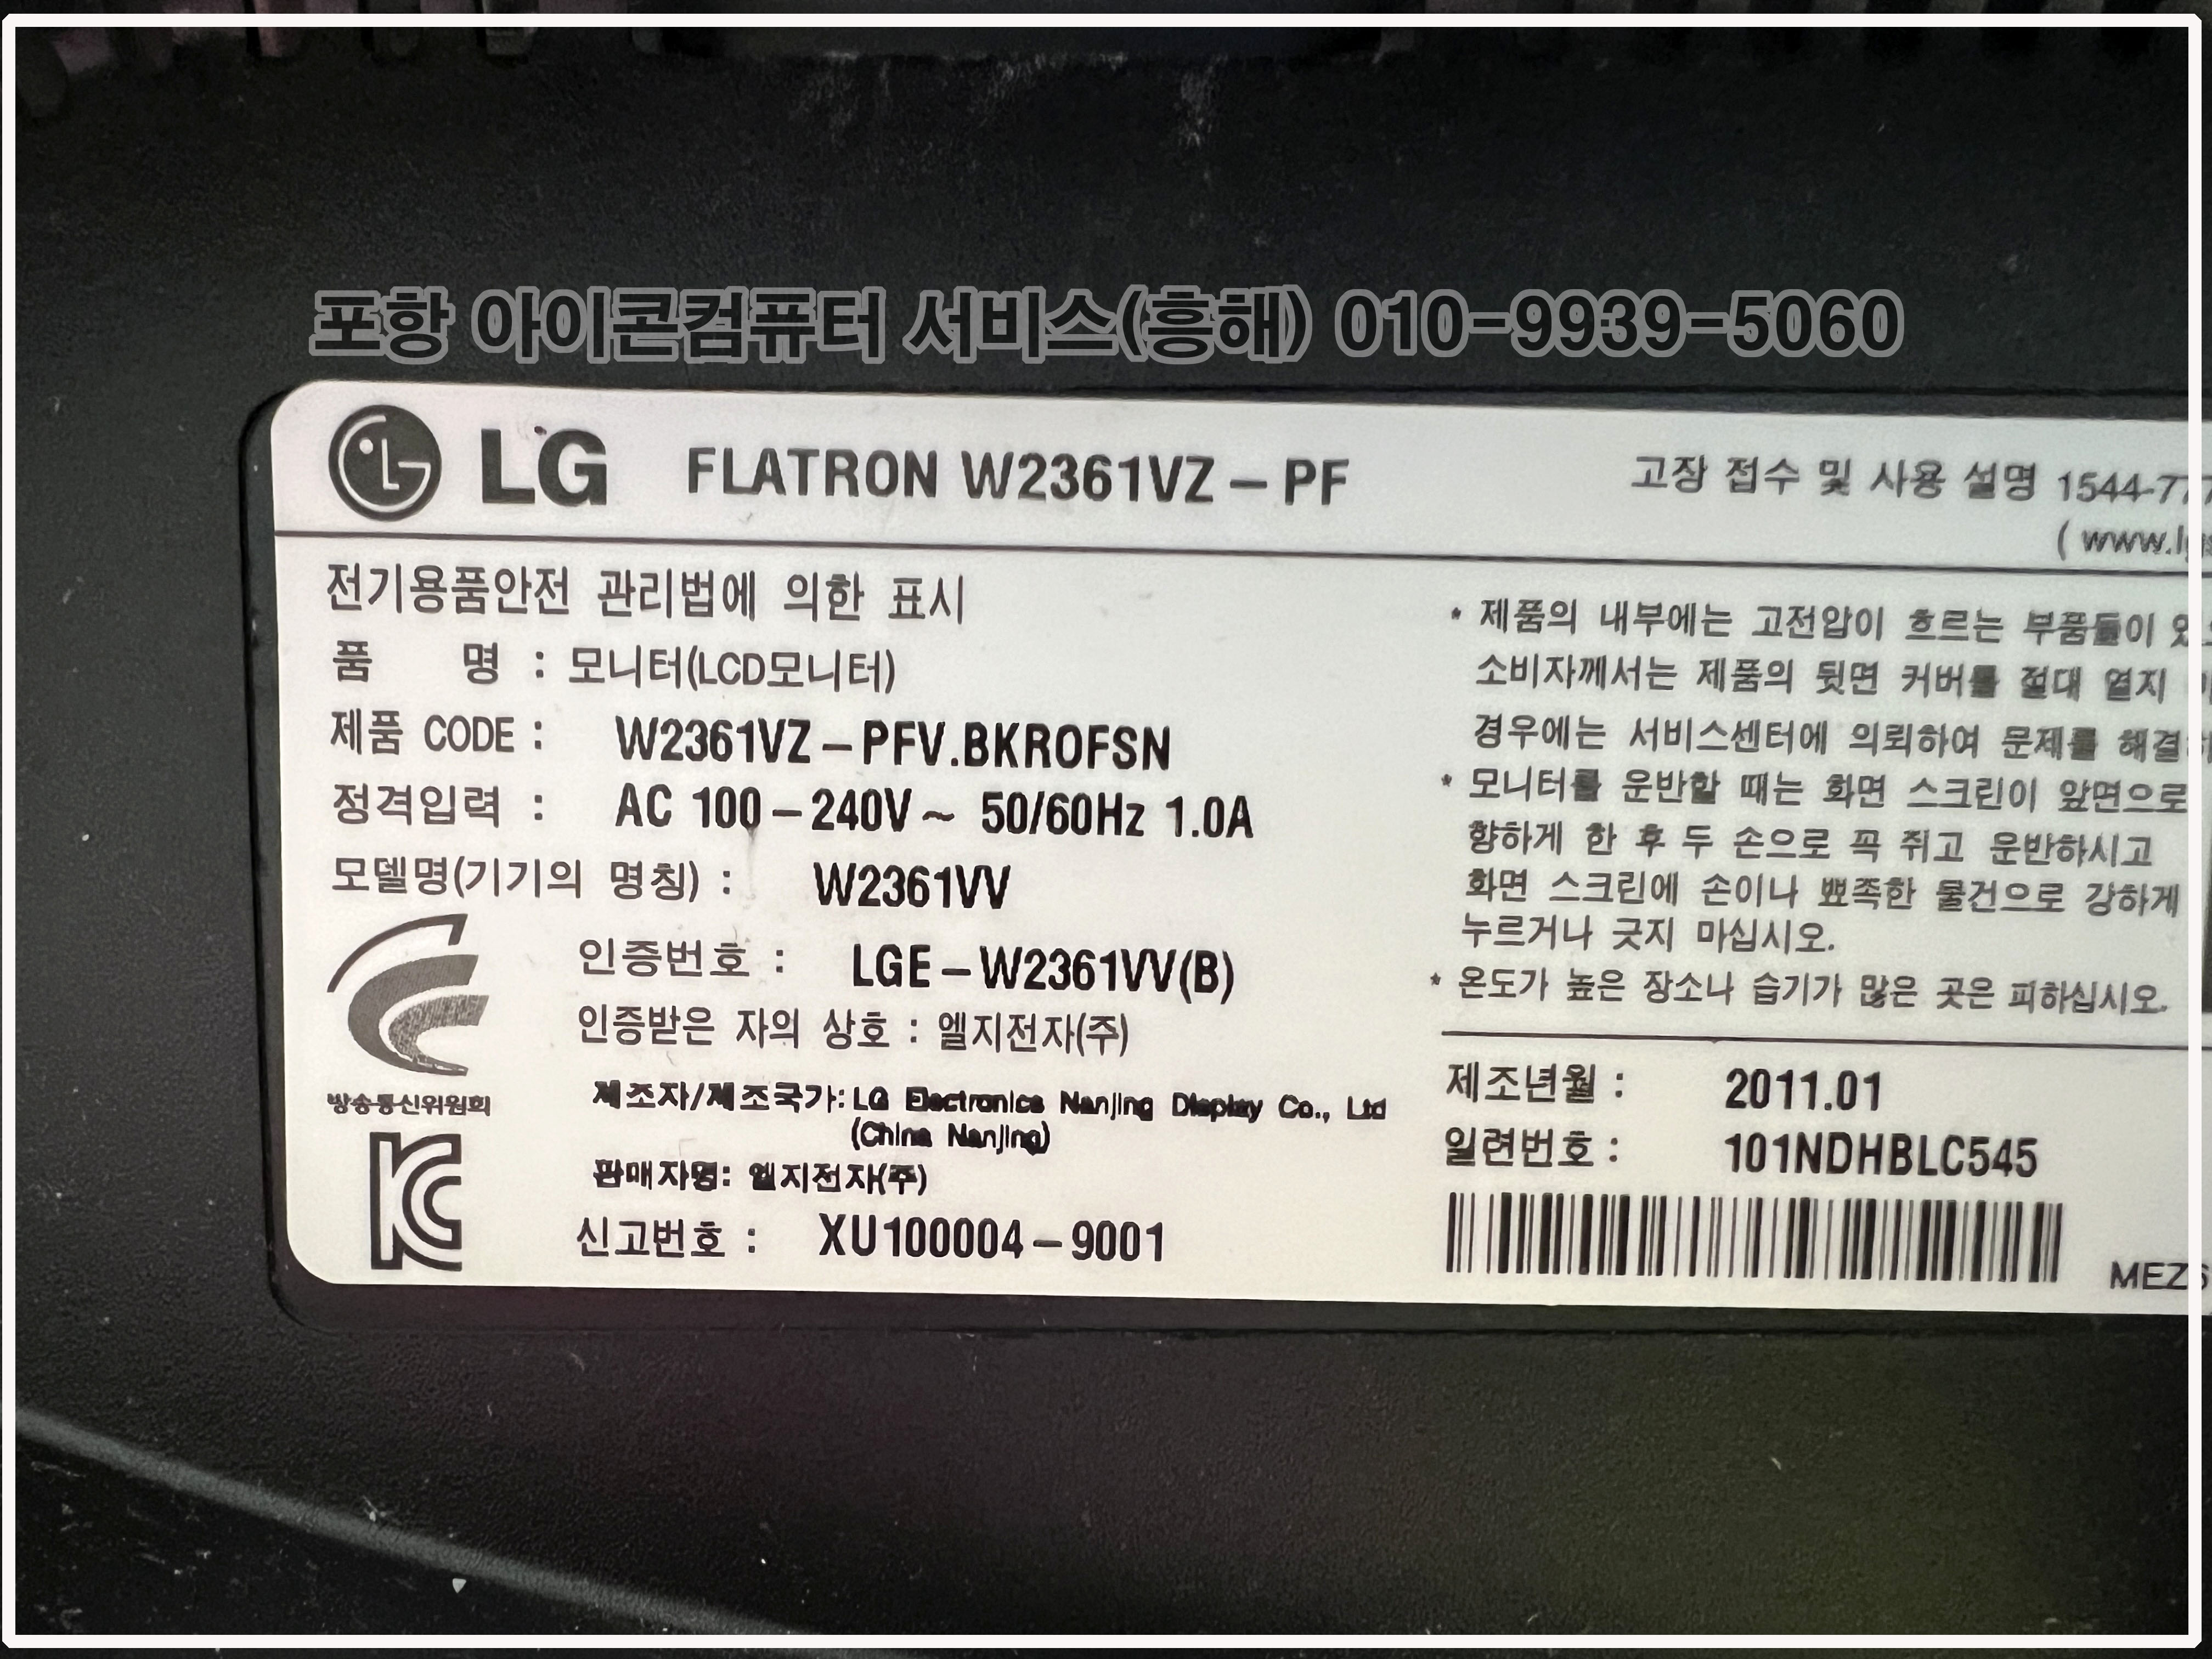 포항 아이콘컴퓨터 서비스(흥해) 010-9939-5060
LG FLATRON W2361VZ-PF
고장 접수 및 사용 설명 1544-777
( www.lg
전기용품안전 관리법에 의한 표시
품 명 : 모니터(LCD모니터)
제품 CODE : W2361VZ-PFV.BKROFSN
정격입력 : AC 100-240V~ 50/60Hz 1.0A
모델명(기기의 명칭) : W2361VV
인증번호 : LGE-W2361VV(B)
인증받은 자의 상호 : 엘지전자(주)
방송통신위원회
제조자/제조국가: LG Electronics Nanjing Display Co., Ltd
(China Nanjing)
판매자명: 엘지전자(주)
신고번호 : XU100004-9001
* 제품의 내부에는 고전압이 흐르는 부품들이
소비자께서는 제품의 뒷면 커버를 절대 열지
경우에는 서비스센터에 의뢰하여 문제를 해결
* 모니터를 운반할 때는 화면 스크린이 앞면으로
향하게 한 후 두 손으로 꼭 쥐고 운반하시고
화면 스크린에 손이나 뾰족한 물건으로 강하게
누르거나 긋지 마십시오.
* 온도가 높은 장소나 습기가 많은 곳은 피하십시오.
제조년월 : 2011.01
일련번호 : 101NDHBLC545
MEZ